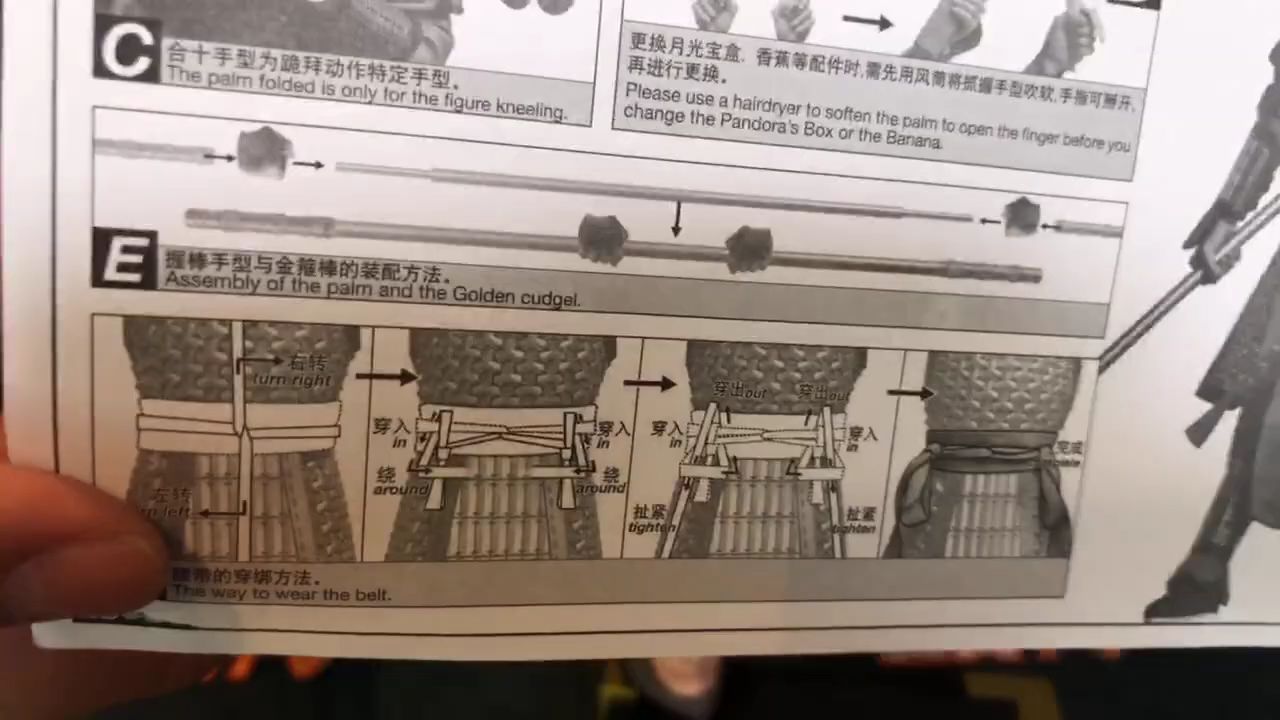 C
合十手型为跪拜动作特定手型。
The palm folded is only for the figure kneeling.
更换月光宝盒、香蕉等配件时,需先用风筒将抓握手型吹软,手指可掰开,
再进行更换。
Please use a hairdryer to soften the palm to open the finger before you
change the Pandora's Box or the Banana.
E
握棒手型与金箍棒的装配方法。
Assembly of the palm and the Golden cudgel.
右转
turn right
左转
left
穿入
in
绕
around
穿入
in
绕
around
穿出out
穿出out
穿入
in
穿入
in
扯紧
tighten
扯紧
tighten
完成
腰带的穿绑方法。
The way to wear the belt.